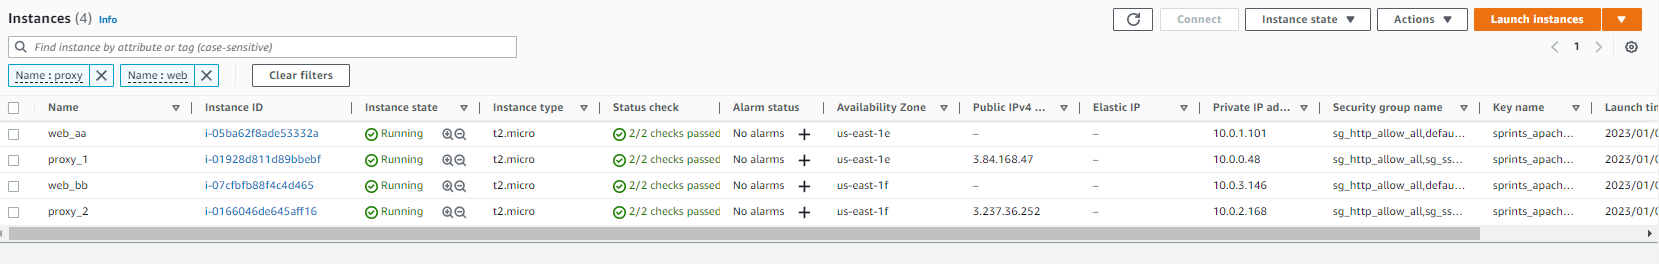 Instances (4) Info
Connect Instance state Actions Launch instances
Find instance by attribute or tag (case-sensitive)
1
Name : proxy Name : web Clear filters
Name Instance ID Instance state Instance type Status check Alarm status Availability Zone Public IPv4 ... Elastic IP Private IP ad... Security group name Key name Launch tin
web_aa i-05ba62f8ade53332a Running t2.micro 2/2 checks passed No alarms + us-east-1e – – 10.0.1.101 sg_http_allow_all,defau... sprints_apach... 2023/01/0
proxy_1 i-01928d811d89bbebf Running t2.micro 2/2 checks passed No alarms + us-east-1e 3.84.168.47 – 10.0.0.48 sg_http_allow_all,sg_ss... sprints_apach... 2023/01/0
web_bb i-07cfbfb88f4c4d465 Running t2.micro 2/2 checks passed No alarms + us-east-1f – – 10.0.3.146 sg_http_allow_all,defau... sprints_apach... 2023/01/0
proxy_2 i-0166046de645aff16 Running t2.micro 2/2 checks passed No alarms + us-east-1f 3.237.36.252 – 10.0.2.168 sg_http_allow_all,sg_ss... sprints_apach... 2023/01/0